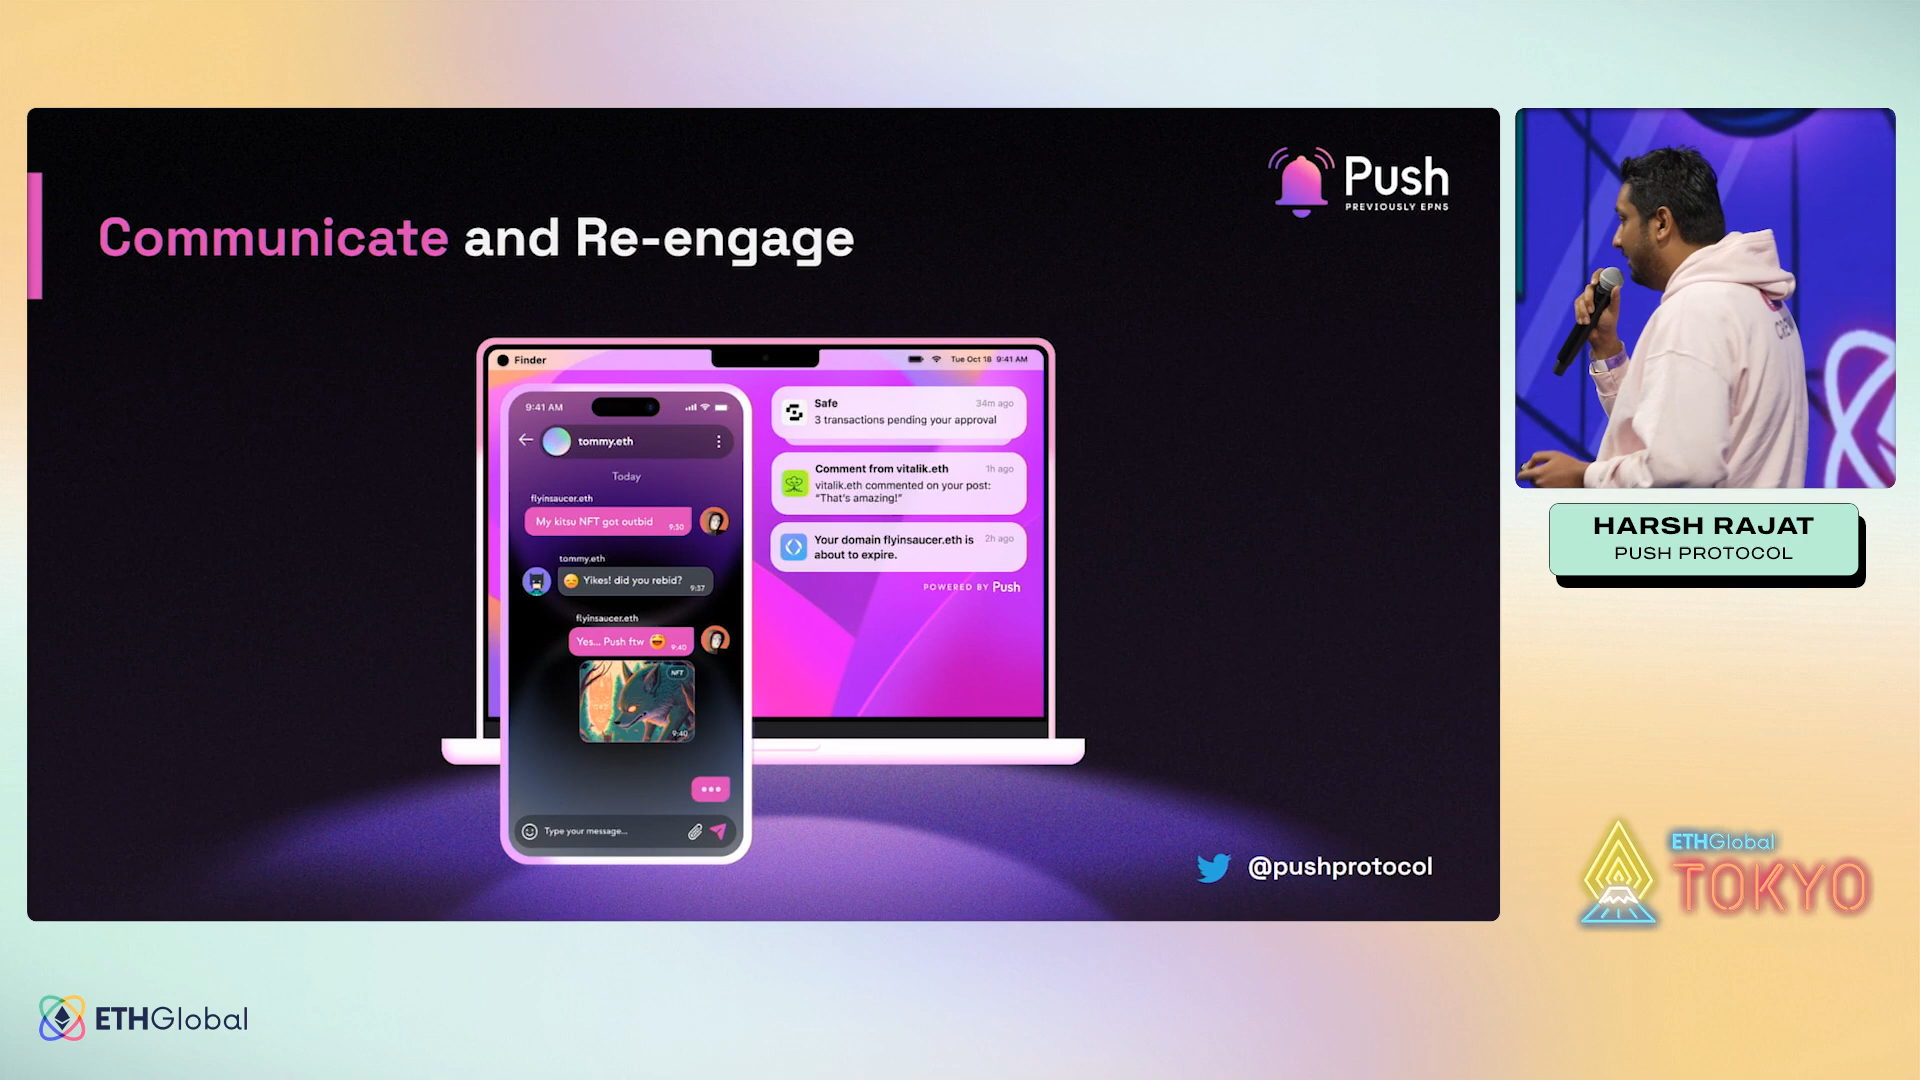 Communicate and Re-engage
Push
PREVIOUSLY EPNS
Finder
Tue Oct 18 9:41 AM
9:41 AM
tommy.eth
Today
flyinsaucer.eth
My kitsu NFT got outbid 9:30
tommy.eth
Yikes! did you rebid? 9:37
flyinsaucer.eth
Yes... Push ftw 9:40
NFT
9:40
Type your message...
Safe 34m ago
3 transactions pending your approval
Comment from vitalik.eth 1h ago
vitalik.eth commented on your post:
“That’s amazing!”
Your domain flyinsaucer.eth is 2h ago
about to expire.
POWERED BY Push
@pushprotocol
HARSH RAJAT
PUSH PROTOCOL
ETHGlobal
TOKYO
ETHGlobal